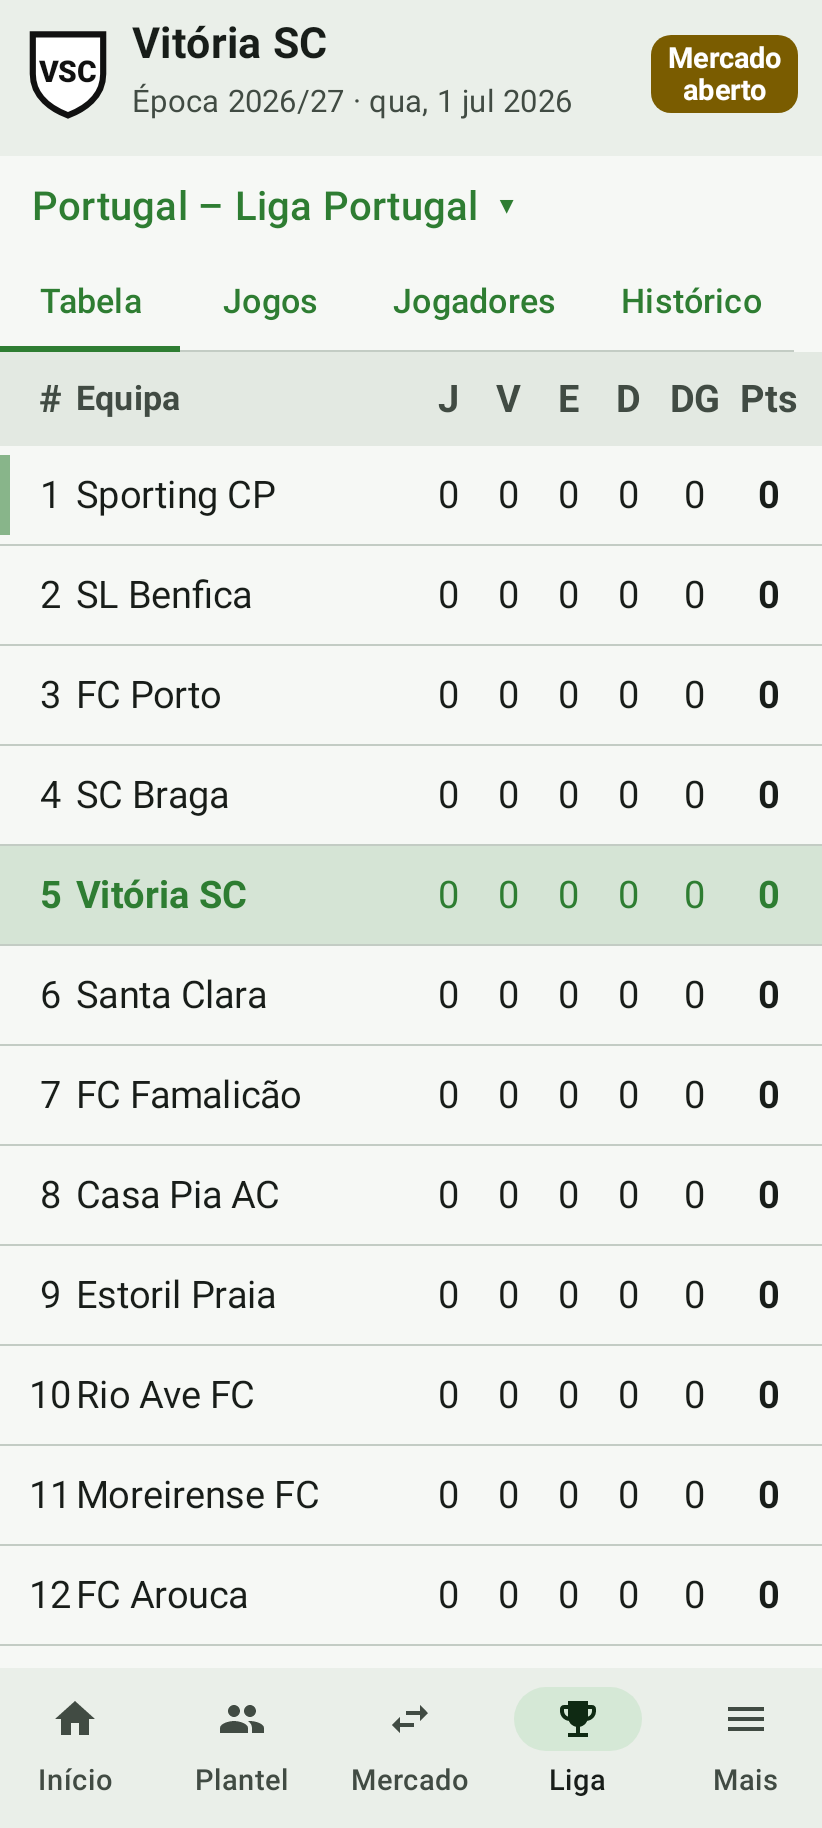 VSC
Vitória SC
Época 2026/27 · qua, 1 jul 2026
Mercado
aberto
Portugal – Liga Portugal ▼
Tabela Jogos Jogadores Histórico
# Equipa J V E D DG Pts
1 Sporting CP 0 0 0 0 0 0
2 SL Benfica 0 0 0 0 0 0
3 FC Porto 0 0 0 0 0 0
4 SC Braga 0 0 0 0 0 0
5 Vitória SC 0 0 0 0 0 0
6 Santa Clara 0 0 0 0 0 0
7 FC Famalicão 0 0 0 0 0 0
8 Casa Pia AC 0 0 0 0 0 0
9 Estoril Praia 0 0 0 0 0 0
10 Rio Ave FC 0 0 0 0 0 0
11 Moreirense FC 0 0 0 0 0 0
12 FC Arouca 0 0 0 0 0 0
Início Plantel Mercado Liga Mais